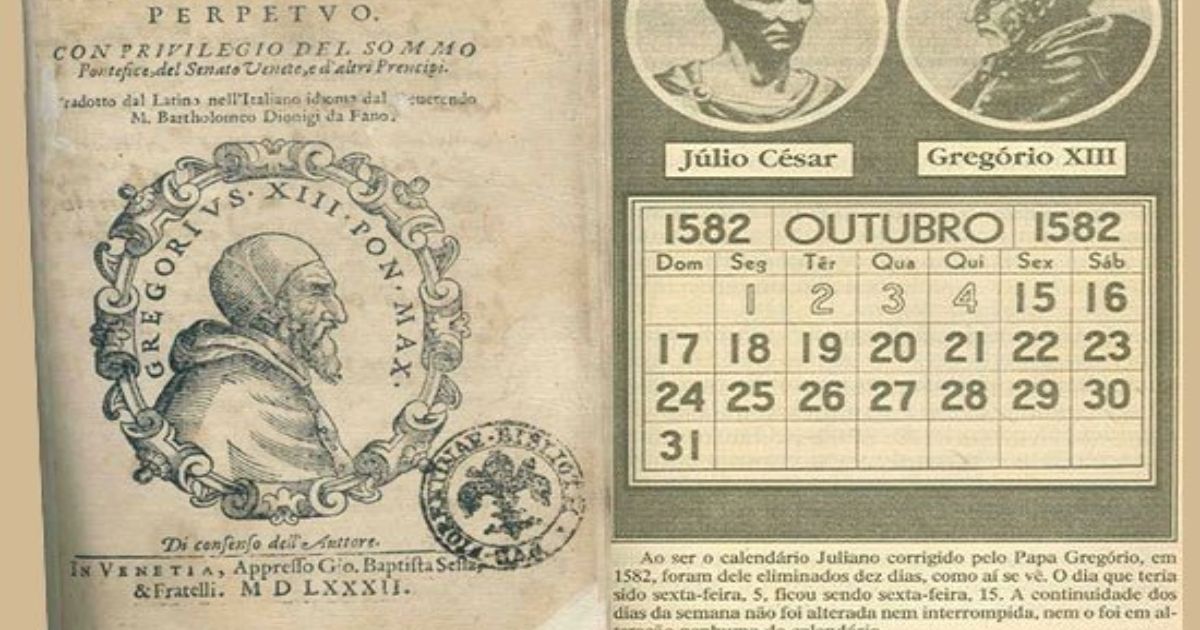 PERPETVO.
CON PRIVILEGIO DEL SOMMO
Pontefice, del Senato Veneto, e d'altri Prencipi.
Tradotto dal Latino nell'Italiano idioma dal Reuerendo
M. Bartholomeo Dionigi da Fano.
GREGORIVS · XIII · PON · MAX ·
Di consenso dell'Auttore.
IN VENETIA, Appresso Gio. Baptista Sessa,
& Fratelli. M D LXXXII.
Júlio César
Gregório XIII
1582 OUTUBRO 1582
Dom Seg Têr Qua Qui Sex Sáb
1 2 3 4 15 16
17 18 19 20 21 22 23
24 25 26 27 28 29 30
31
Ao ser o calendário Juliano corrigido pelo Papa Gregório, em
1582, foram dele eliminados dez dias, como aí se vê. O dia que teria
sido sexta-feira, 5, ficou sendo sexta-feira, 15. A continuidade dos
dias da semana não foi alterada nem interrompida, nem o foi em al-